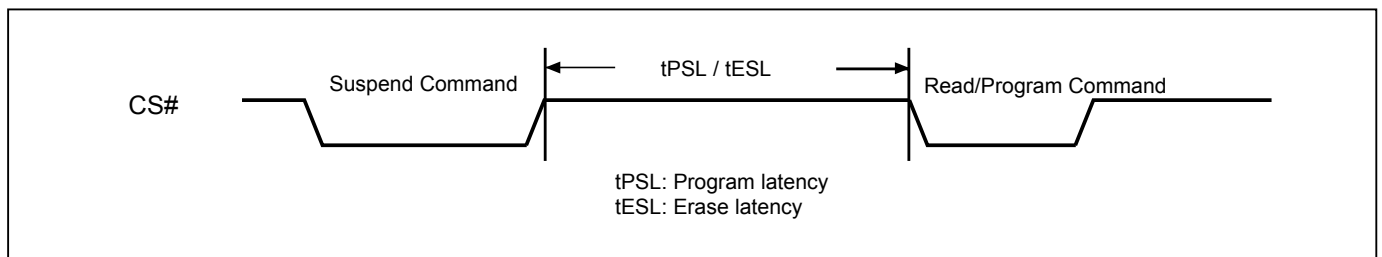 tPSL / tESL
Suspend Command
Read/Program Command
CS#
tPSL: Program latency
tESL: Erase latency